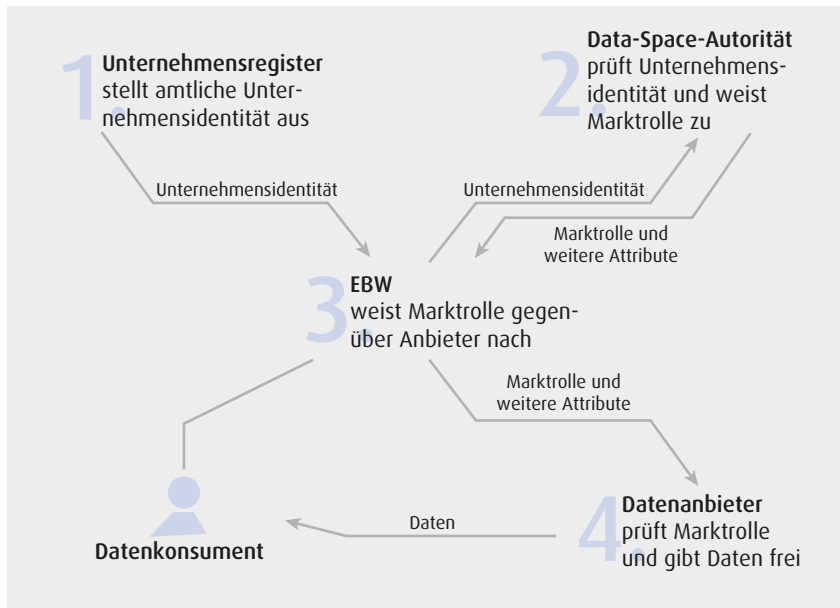 1.
Unternehmensregister
stellt amtliche Unter-
nehmensidentität aus
2.
Data-Space-Autorität
prüft Unternehmens-
identität und weist
Marktrolle zu
Unternehmensidentität
Unternehmensidentität
Marktrolle und
weitere Attribute
3.
EBW
weist Marktrolle gegen-
über Anbieter nach
Marktrolle und
weitere Attribute
4.
Datenanbieter
prüft Marktrolle
und gibt Daten frei
Daten
Datenkonsument